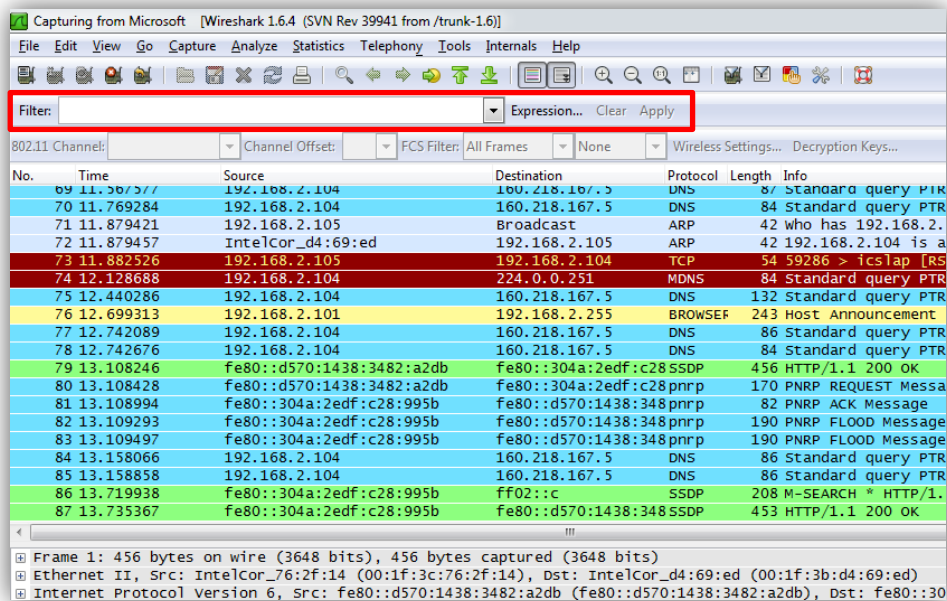 Capturing from Microsoft [Wireshark 1.6.4 (SVN Rev 39941 from /trunk-1.6)]
File Edit View Go Capture Analyze Statistics Telephony Tools Internals Help
Filter: Expression... Clear Apply
802.11 Channel: Channel Offset: FCS Filter: All Frames None Wireless Settings... Decryption Keys...
No. Time Source Destination Protocol Length Info
69 11.567577 192.168.2.104 160.218.167.5 DNS 87 Standard query PTR
70 11.769284 192.168.2.104 160.218.167.5 DNS 84 Standard query PTR
71 11.879421 192.168.2.105 Broadcast ARP 42 Who has 192.168.2.
72 11.879457 IntelCor_d4:69:ed 192.168.2.105 ARP 42 192.168.2.104 is a
73 11.882526 192.168.2.105 192.168.2.104 TCP 54 59286 > icslap [RS
74 12.128688 192.168.2.104 224.0.0.251 MDNS 84 Standard query PTR
75 12.440286 192.168.2.104 160.218.167.5 DNS 132 Standard query PTR
76 12.699313 192.168.2.101 192.168.2.255 BROWSER 243 Host Announcement
77 12.742089 192.168.2.104 160.218.167.5 DNS 86 Standard query PTR
78 12.742676 192.168.2.104 160.218.167.5 DNS 84 Standard query PTR
79 13.108246 fe80::d570:1438:3482:a2db fe80::304a:2edf:c28 SSDP 456 HTTP/1.1 200 OK
80 13.108428 fe80::304a:2edf:c28:995b fe80::d570:1438:348 pnrp 170 PNRP REQUEST Messa
81 13.108994 fe80::304a:2edf:c28:995b fe80::d570:1438:348 pnrp 82 PNRP ACK Message
82 13.109293 fe80::304a:2edf:c28:995b fe80::d570:1438:348 pnrp 190 PNRP FLOOD Message
83 13.109497 fe80::304a:2edf:c28:995b fe80::d570:1438:348 pnrp 190 PNRP FLOOD Message
84 13.158066 192.168.2.104 160.218.167.5 DNS 86 Standard query PTR
85 13.158858 192.168.2.104 160.218.167.5 DNS 86 Standard query PTR
86 13.719938 fe80::304a:2edf:c28:995b ff02::c SSDP 208 M-SEARCH * HTTP/1.
87 13.735367 fe80::304a:2edf:c28:995b fe80::d570:1438:348 SSDP 453 HTTP/1.1 200 OK
Frame 1: 456 bytes on wire (3648 bits), 456 bytes captured (3648 bits)
Ethernet II, Src: IntelCor_76:2f:14 (00:1f:3c:76:2f:14), Dst: IntelCor_d4:69:ed (00:1f:3b:d4:69:ed)
Internet Protocol Version 6, Src: fe80::d570:1438:3482:a2db (fe80::d570:1438:3482:a2db), Dst: fe80::30